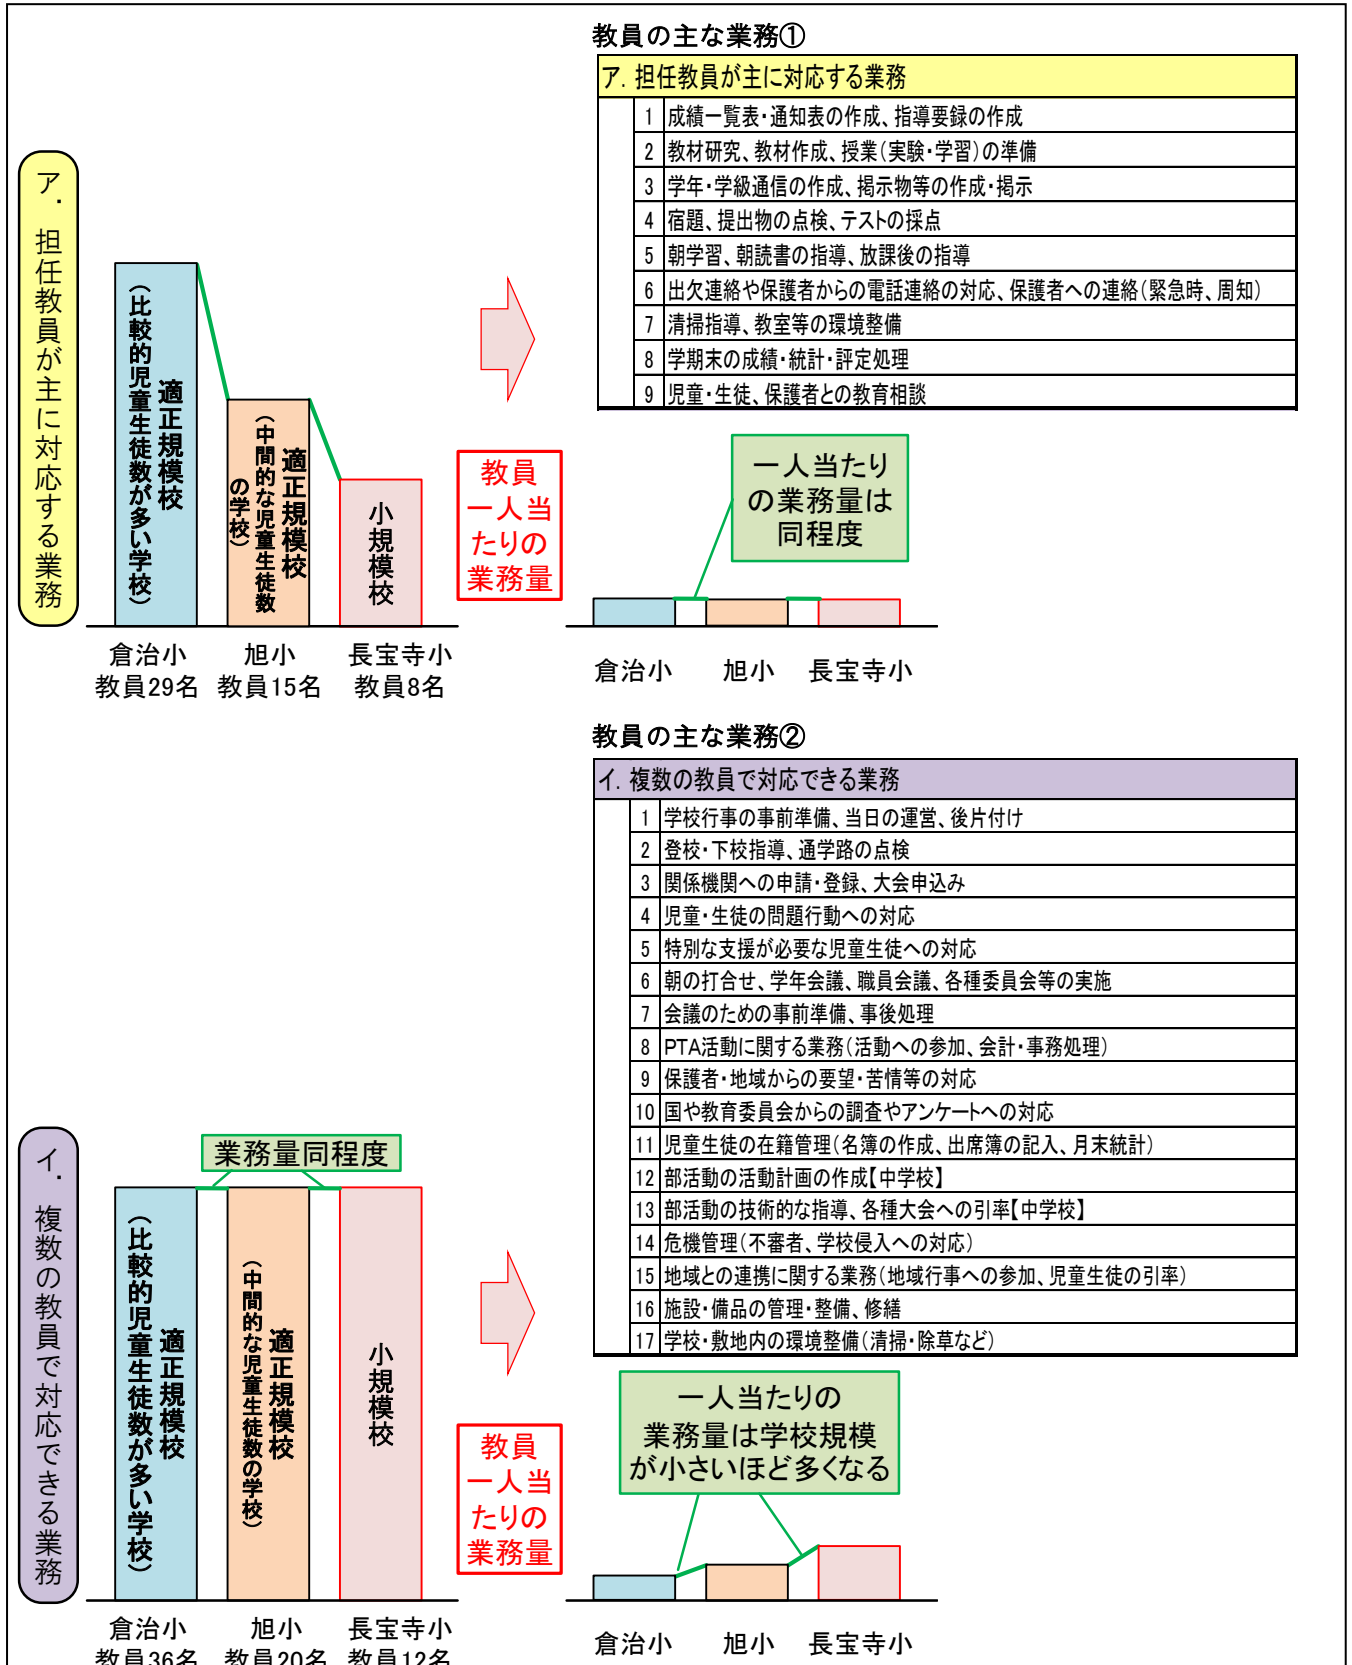 教員の主な業務①
ア．担任教員が主に対応する業務
1 成績一覧表・通知表の作成、指導要録の作成
2 教材研究、教材作成、授業（実験・学習）の準備
3 学年・学級通信の作成、掲示物等の作成・掲示
4 宿題、提出物の点検、テストの採点
5 朝学習、朝読書の指導、放課後の指導
6 出欠連絡や保護者からの電話連絡の対応、保護者への連絡（緊急時、周知）
7 清掃指導、教室等の環境整備
8 学期末の成績・統計・評定処理
9 児童・生徒、保護者との教育相談
ア．担任教員が主に対応する業務
適正規模校
（比較的児童生徒数が多い学校）
適正規模校
（中間的な児童生徒数
の学校）
小規模校
倉治小
教員29名
旭小
教員15名
長宝寺小
教員8名
教員
一人当
たりの
業務量
一人当たり
の業務量は
同程度
倉治小
旭小
長宝寺小
教員の主な業務②
イ．複数の教員で対応できる業務
1 学校行事の事前準備、当日の運営、後片付け
2 登校・下校指導、通学路の点検
3 関係機関への申請・登録、大会申込み
4 児童・生徒の問題行動への対応
5 特別な支援が必要な児童生徒への対応
6 朝の打合せ、学年会議、職員会議、各種委員会等の実施
7 会議のための事前準備、事後処理
8 PTA活動に関する業務（活動への参加、会計・事務処理）
9 保護者・地域からの要望・苦情等の対応
10 国や教育委員会からの調査やアンケートへの対応
11 児童生徒の在籍管理（名簿の作成、出席簿の記入、月末統計）
12 部活動の活動計画の作成【中学校】
13 部活動の技術的な指導、各種大会への引率【中学校】
14 危機管理（不審者、学校侵入への対応）
15 地域との連携に関する業務（地域行事への参加、児童生徒の引率）
16 施設・備品の管理・整備、修繕
17 学校・敷地内の環境整備（清掃・除草など）
イ．複数の教員で対応できる業務
業務量同程度
適正規模校
（比較的児童生徒数が多い学校）
適正規模校
（中間的な児童生徒数の学校）
小規模校
倉治小
教員36名
旭小
教員20名
長宝寺小
教員12名
教員
一人当
たりの
業務量
一人当たりの
業務量は学校規模
が小さいほど多くなる
倉治小
旭小
長宝寺小